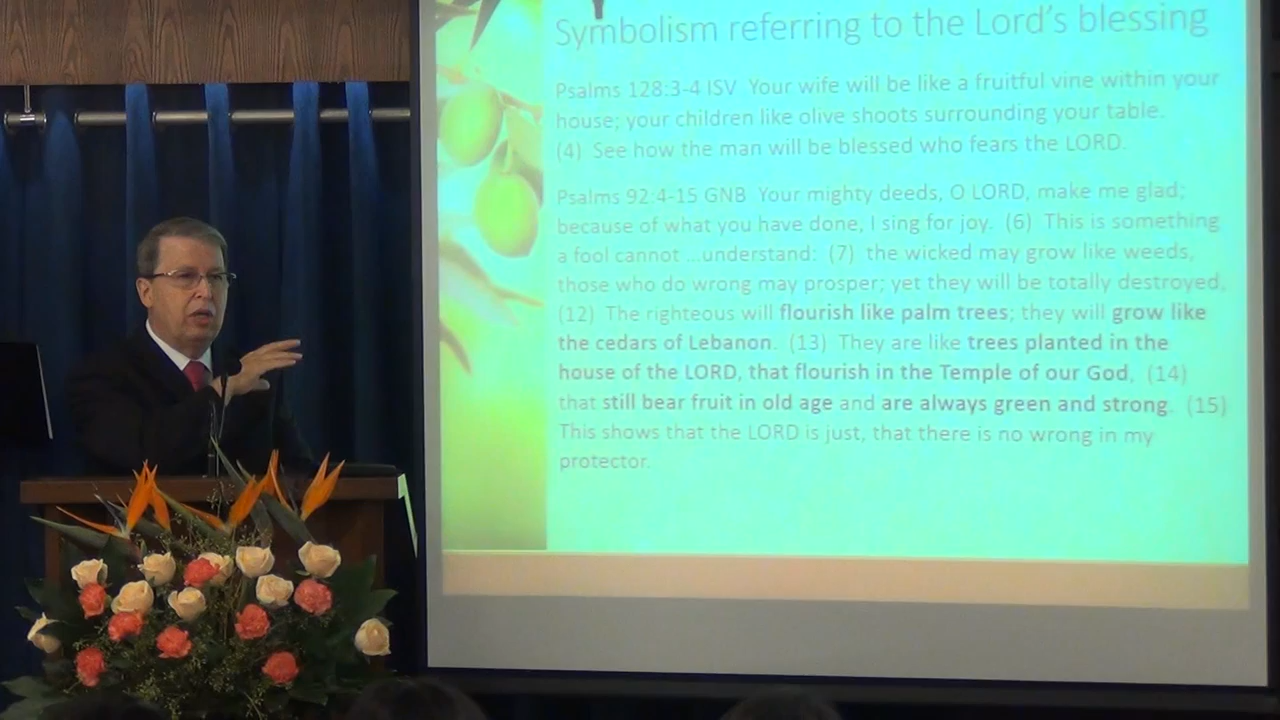 Symbolism referring to the Lord's blessing
Psalms 128:3-4 ISV Your wife will be like a fruitful vine within your
house; your children like olive shoots surrounding your table.
(4) See how the man will be blessed who fears the LORD.
Psalms 92:4-15 GNB Your mighty deeds, O LORD, make me glad;
because of what you have done, I sing for joy. (6) This is something
a fool cannot ...understand: (7) the wicked may grow like weeds,
those who do wrong may prosper; yet they will be totally destroyed,
(12) The righteous will flourish like palm trees; they will grow like
the cedars of Lebanon. (13) They are like trees planted in the
house of the LORD, that flourish in the Temple of our God, (14)
that still bear fruit in old age and are always green and strong. (15)
This shows that the LORD is just, that there is no wrong in my
protector.